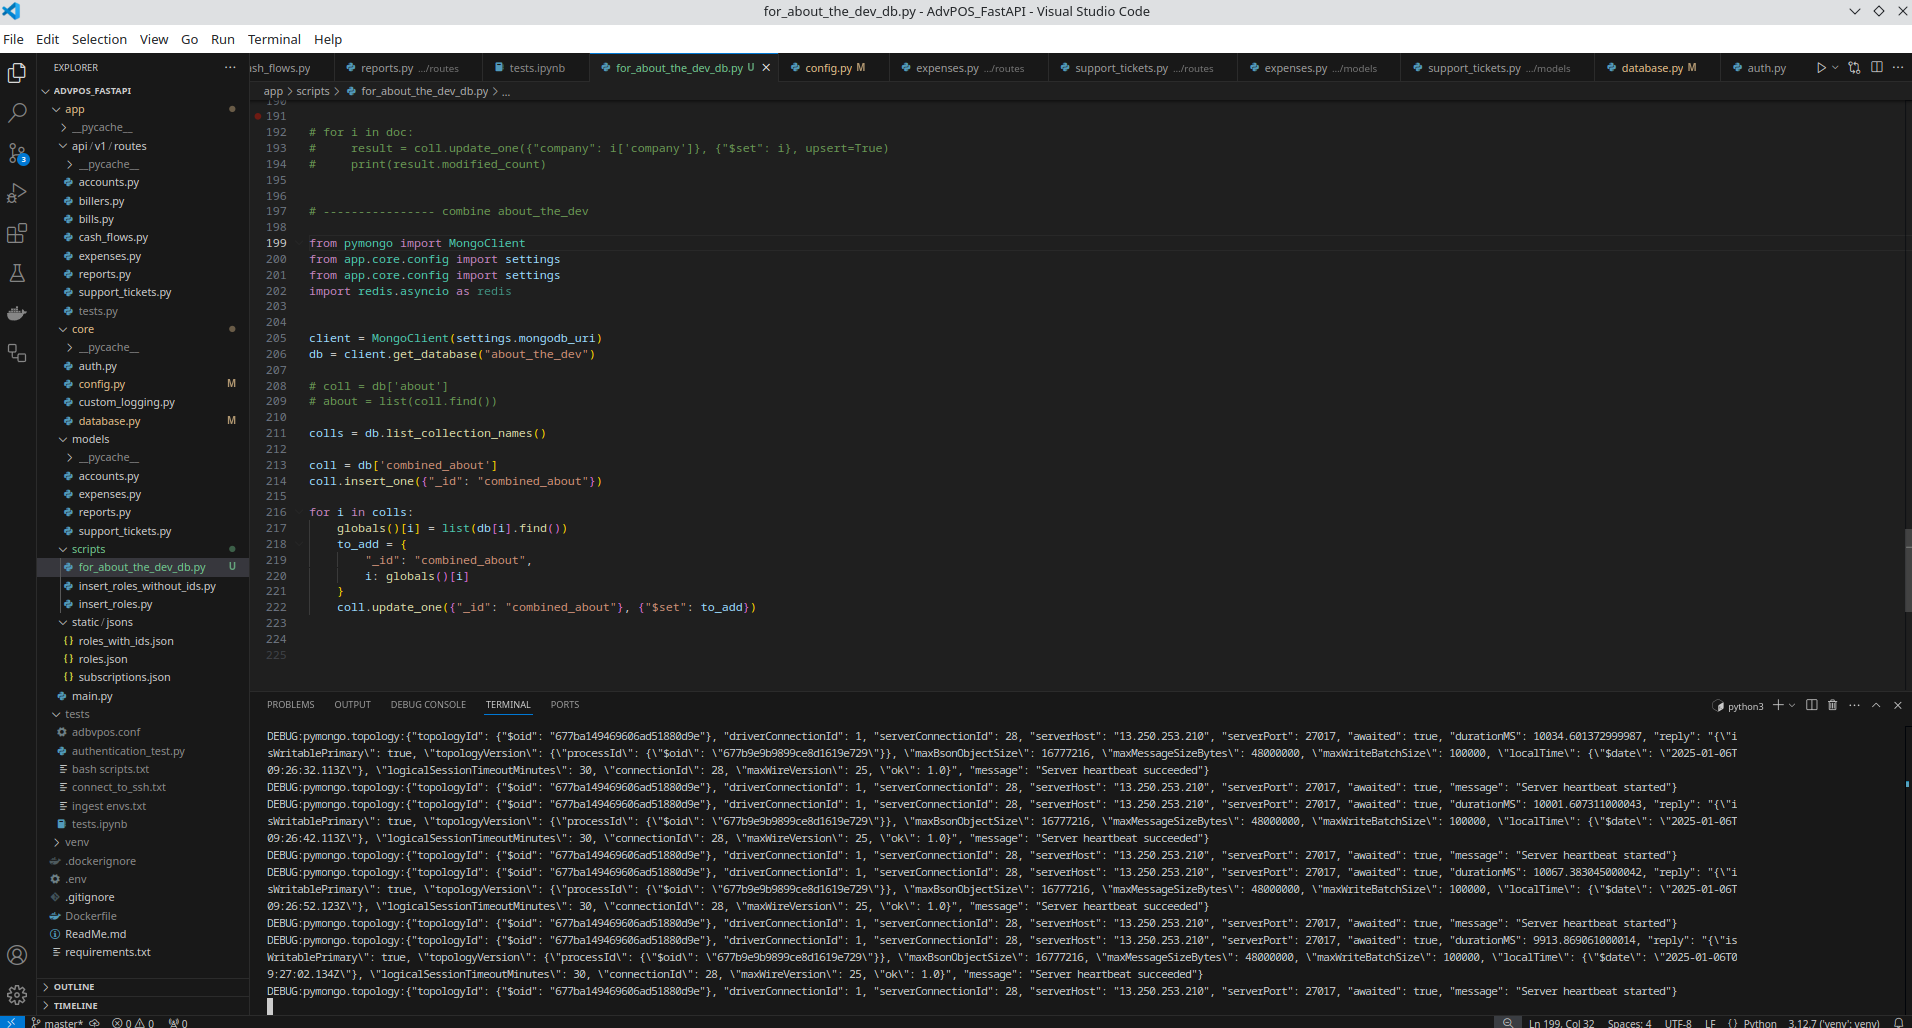 for_about_the_dev_db.py - AdvPOS_FastAPI - Visual Studio Code
File Edit Selection View Go Run Terminal Help
EXPLORER
ADVPOS_FASTAPI
app
__pycache__
api/v1/routes
__pycache__
accounts.py
billers.py
bills.py
cash_flows.py
expenses.py
reports.py
support_tickets.py
tests.py
core
__pycache__
auth.py
config.py M
custom_logging.py
database.py M
models
__pycache__
accounts.py
expenses.py
reports.py
support_tickets.py
scripts
for_about_the_dev_db.py U
insert_roles_without_ids.py
insert_roles.py
static/jsons
roles_with_ids.json
roles.json
subscriptions.json
main.py
tests
adbvpos.conf
authentication_test.py
bash scripts.txt
connect_to_ssh.txt
ingest envs.txt
tests.ipynb
venv
.dockerignore
.env
.gitignore
Dockerfile
ReadMe.md
requirements.txt
OUTLINE
TIMELINE
3
sh_flows.py reports.py .../routes tests.ipynb for_about_the_dev_db.py U config.py M expenses.py .../routes support_tickets.py .../routes expenses.py .../models support_tickets.py .../models database.py M auth.py
app > scripts > for_about_the_dev_db.py > ...
190
191
192 # for i in doc:
193 #     result = coll.update_one({"company": i['company']}, {"$set": i}, upsert=True)
194 #     print(result.modified_count)
195
196
197 # ---------------- combine about_the_dev
198
199 from pymongo import MongoClient
200 from app.core.config import settings
201 from app.core.config import settings
202 import redis.asyncio as redis
203
204
205 client = MongoClient(settings.mongodb_uri)
206 db = client.get_database("about_the_dev")
207
208 # coll = db['about']
209 # about = list(coll.find())
210
211 colls = db.list_collection_names()
212
213 coll = db['combined_about']
214 coll.insert_one({"_id": "combined_about"})
215
216 for i in colls:
217     globals()[i] = list(db[i].find())
218     to_add = {
219         "_id": "combined_about",
220         i: globals()[i]
221     }
222     coll.update_one({"_id": "combined_about"}, {"$set": to_add})
223
224
225
PROBLEMS OUTPUT DEBUG CONSOLE TERMINAL PORTS
python3
DEBUG:pymongo.topology:{"topologyId": {"$oid": "677ba149469606ad51880d9e"}, "driverConnectionId": 1, "serverConnectionId": 28, "serverHost": "13.250.253.210", "serverPort": 27017, "awaited": true, "durationMS": 10034.601372999987, "reply": "{\"i
sWritablePrimary\": true, \"topologyVersion\": {\"processId\": {\"$oid\": \"677b9e9b9899ce8d1619e729\"}}, \"maxBsonObjectSize\": 16777216, \"maxMessageSizeBytes\": 48000000, \"maxWriteBatchSize\": 100000, \"localTime\": {\"$date\": \"2025-01-06T
09:26:32.113Z\"}, \"logicalSessionTimeoutMinutes\": 30, \"connectionId\": 28, \"maxWireVersion\": 25, \"ok\": 1.0}", "message": "Server heartbeat succeeded"}
DEBUG:pymongo.topology:{"topologyId": {"$oid": "677ba149469606ad51880d9e"}, "driverConnectionId": 1, "serverConnectionId": 28, "serverHost": "13.250.253.210", "serverPort": 27017, "awaited": true, "message": "Server heartbeat started"}
DEBUG:pymongo.topology:{"topologyId": {"$oid": "677ba149469606ad51880d9e"}, "driverConnectionId": 1, "serverConnectionId": 28, "serverHost": "13.250.253.210", "serverPort": 27017, "awaited": true, "durationMS": 10001.607311000043, "reply": "{\"i
sWritablePrimary\": true, \"topologyVersion\": {\"processId\": {\"$oid\": \"677b9e9b9899ce8d1619e729\"}}, \"maxBsonObjectSize\": 16777216, \"maxMessageSizeBytes\": 48000000, \"maxWriteBatchSize\": 100000, \"localTime\": {\"$date\": \"2025-01-06T
09:26:42.113Z\"}, \"logicalSessionTimeoutMinutes\": 30, \"connectionId\": 28, \"maxWireVersion\": 25, \"ok\": 1.0}", "message": "Server heartbeat succeeded"}
DEBUG:pymongo.topology:{"topologyId": {"$oid": "677ba149469606ad51880d9e"}, "driverConnectionId": 1, "serverConnectionId": 28, "serverHost": "13.250.253.210", "serverPort": 27017, "awaited": true, "message": "Server heartbeat started"}
DEBUG:pymongo.topology:{"topologyId": {"$oid": "677ba149469606ad51880d9e"}, "driverConnectionId": 1, "serverConnectionId": 28, "serverHost": "13.250.253.210", "serverPort": 27017, "awaited": true, "durationMS": 10067.383045000042, "reply": "{\"i
sWritablePrimary\": true, \"topologyVersion\": {\"processId\": {\"$oid\": \"677b9e9b9899ce8d1619e729\"}}, \"maxBsonObjectSize\": 16777216, \"maxMessageSizeBytes\": 48000000, \"maxWriteBatchSize\": 100000, \"localTime\": {\"$date\": \"2025-01-06T
09:26:52.123Z\"}, \"logicalSessionTimeoutMinutes\": 30, \"connectionId\": 28, \"maxWireVersion\": 25, \"ok\": 1.0}", "message": "Server heartbeat succeeded"}
DEBUG:pymongo.topology:{"topologyId": {"$oid": "677ba149469606ad51880d9e"}, "driverConnectionId": 1, "serverConnectionId": 28, "serverHost": "13.250.253.210", "serverPort": 27017, "awaited": true, "message": "Server heartbeat started"}
DEBUG:pymongo.topology:{"topologyId": {"$oid": "677ba149469606ad51880d9e"}, "driverConnectionId": 1, "serverConnectionId": 28, "serverHost": "13.250.253.210", "serverPort": 27017, "awaited": true, "durationMS": 9913.869061000014, "reply": "{\"is
WritablePrimary\": true, \"topologyVersion\": {\"processId\": {\"$oid\": \"677b9e9b9899ce8d1619e729\"}}, \"maxBsonObjectSize\": 16777216, \"maxMessageSizeBytes\": 48000000, \"maxWriteBatchSize\": 100000, \"localTime\": {\"$date\": \"2025-01-06T0
9:27:02.134Z\"}, \"logicalSessionTimeoutMinutes\": 30, \"connectionId\": 28, \"maxWireVersion\": 25, \"ok\": 1.0}", "message": "Server heartbeat succeeded"}
DEBUG:pymongo.topology:{"topologyId": {"$oid": "677ba149469606ad51880d9e"}, "driverConnectionId": 1, "serverConnectionId": 28, "serverHost": "13.250.253.210", "serverPort": 27017, "awaited": true, "message": "Server heartbeat started"}
master* 0 0 0 Ln 199, Col 32 Spaces: 4 UTF-8 LF {} Python 3.12.7 ('venv': venv)